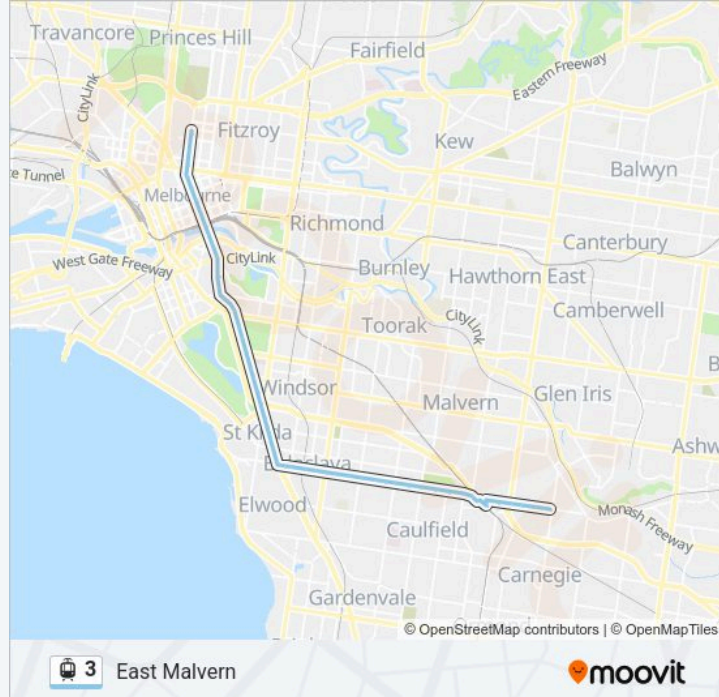 Travancore
Princes Hill
Fairfield
Eastern Freeway
CityLink
Fitzroy
Kew
Balwyn
e Tunnel
Melbourne
Richmond
Canterbury
West Gate Freeway
CityLink
Burnley
Hawthorn East
Camberwell
Toorak
CityLink
B
Windsor
Malvern
Glen Iris
St Kilda
Ashw
Balaclava
Elwood
Monash Freeway
Caulfield
Carnegie
Gardenvale
© OpenStreetMap contributors | © OpenMapTiles
3 East Malvern
moovit